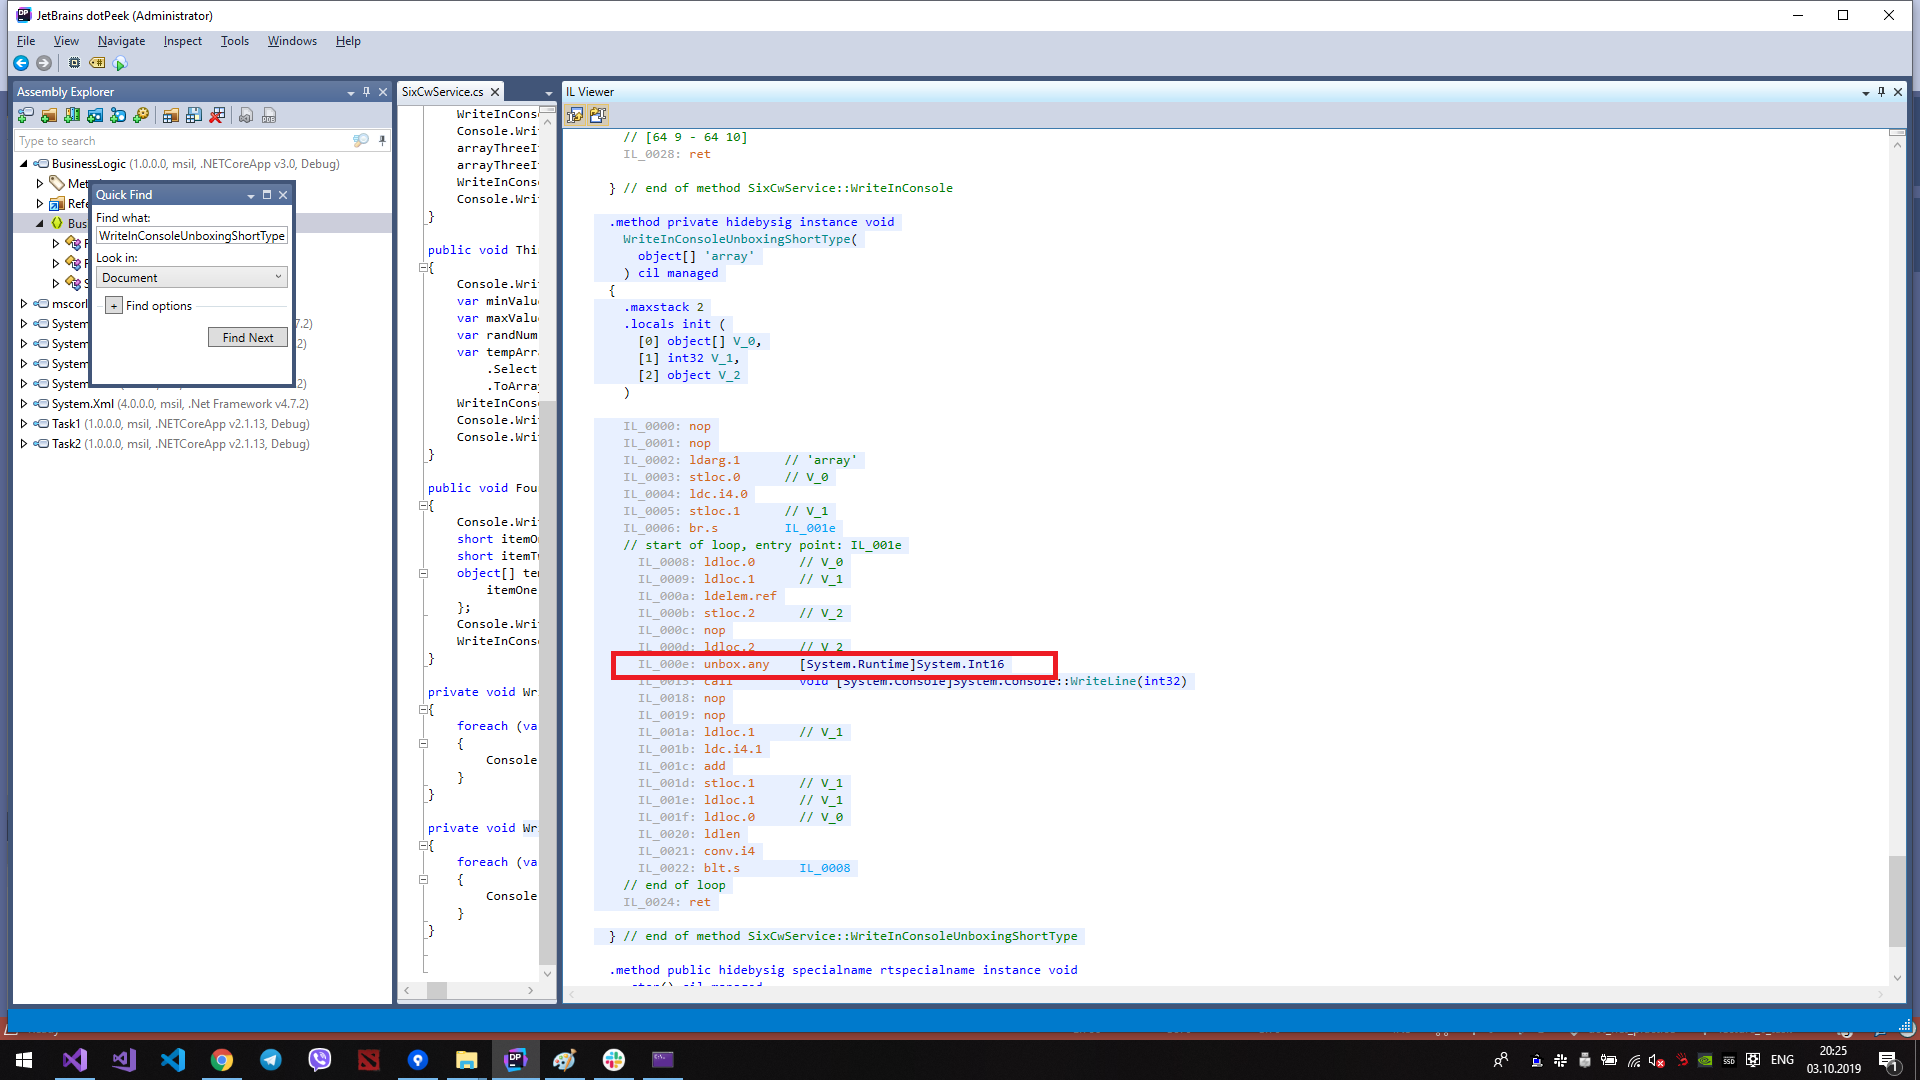 JetBrains dotPeek (Administrator)
File View Navigate Inspect Tools Windows Help
Assembly Explorer
Type to search
BusinessLogic (1.0.0.0, msil, .NETCoreApp v3.0, Debug)
Met
Refe
Bus
mscorl
System 7.2)
System 2)
System
System 2)
System.Xml (4.0.0.0, msil, .Net Framework v4.7.2)
Task1 (1.0.0.0, msil, .NETCoreApp v2.1.13, Debug)
Task2 (1.0.0.0, msil, .NETCoreApp v2.1.13, Debug)
Quick Find
Find what:
WriteInConsoleUnboxingShortType
Look in:
Document
+ Find options
Find Next
SixCwService.cs
WriteInCons
Console.Wri
arrayThreeI
arrayThreeI
WriteInCons
Console.Wri
}
public void Thi
{
Console.Wri
var minValu
var maxValu
var randNum
var tempArr
.Select
.ToArra
WriteInCons
Console.Wri
Console.Wri
}
public void Fou
{
Console.Wri
short itemO
short itemT
object[] te
itemOne
};
Console.Wri
WriteInCons
}
private void Wr
{
foreach (va
{
Console
}
}
private void Wr
{
foreach (va
{
Console
}
}
IL Viewer
// [64 9 - 64 10]
IL_0028: ret
} // end of method SixCwService::WriteInConsole
.method private hidebysig instance void
WriteInConsoleUnboxingShortType(
object[] 'array'
) cil managed
{
.maxstack 2
.locals init (
[0] object[] V_0,
[1] int32 V_1,
[2] object V_2
)
IL_0000: nop
IL_0001: nop
IL_0002: ldarg.1 // 'array'
IL_0003: stloc.0 // V_0
IL_0004: ldc.i4.0
IL_0005: stloc.1 // V_1
IL_0006: br.s IL_001e
// start of loop, entry point: IL_001e
IL_0008: ldloc.0 // V_0
IL_0009: ldloc.1 // V_1
IL_000a: ldelem.ref
IL_000b: stloc.2 // V_2
IL_000c: nop
IL_000d: ldloc.2 // V_2
IL_000e: unbox.any [System.Runtime]System.Int16
IL_0013: call void [System.Console]System.Console::WriteLine(int32)
IL_0018: nop
IL_0019: nop
IL_001a: ldloc.1 // V_1
IL_001b: ldc.i4.1
IL_001c: add
IL_001d: stloc.1 // V_1
IL_001e: ldloc.1 // V_1
IL_001f: ldloc.0 // V_0
IL_0020: ldlen
IL_0021: conv.i4
IL_0022: blt.s IL_0008
// end of loop
IL_0024: ret
} // end of method SixCwService::WriteInConsoleUnboxingShortType
.method public hidebysig specialname rtspecialname instance void
.ctor() cil managed
ENG
20:25
03.10.2019
1